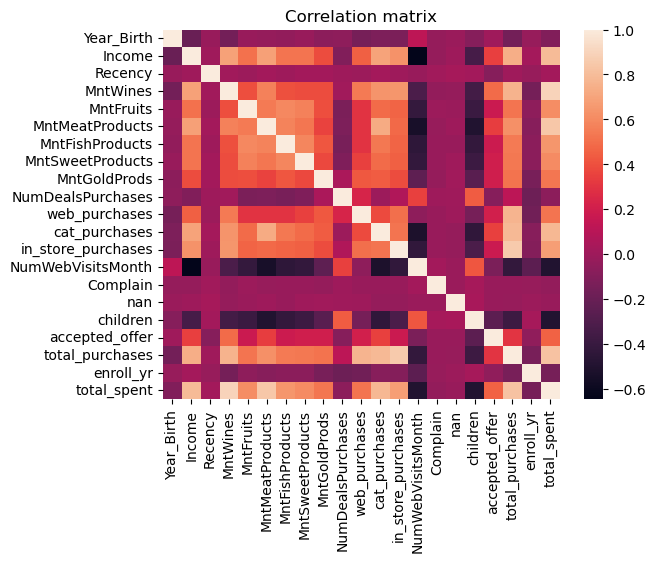 Correlation matrix
Year_Birth
Income
Recency
MntWines
MntFruits
MntMeatProducts
MntFishProducts
MntSweetProducts
MntGoldProds
NumDealsPurchases
web_purchases
cat_purchases
in_store_purchases
NumWebVisitsMonth
Complain
nan
children
accepted_offer
total_purchases
enroll_yr
total_spent
Year_Birth
Income
Recency
MntWines
MntFruits
MntMeatProducts
MntFishProducts
MntSweetProducts
MntGoldProds
NumDealsPurchases
web_purchases
cat_purchases
in_store_purchases
NumWebVisitsMonth
Complain
nan
children
accepted_offer
total_purchases
enroll_yr
total_spent
1.0
0.8
0.6
0.4
0.2
0.0
−0.2
−0.4
−0.6